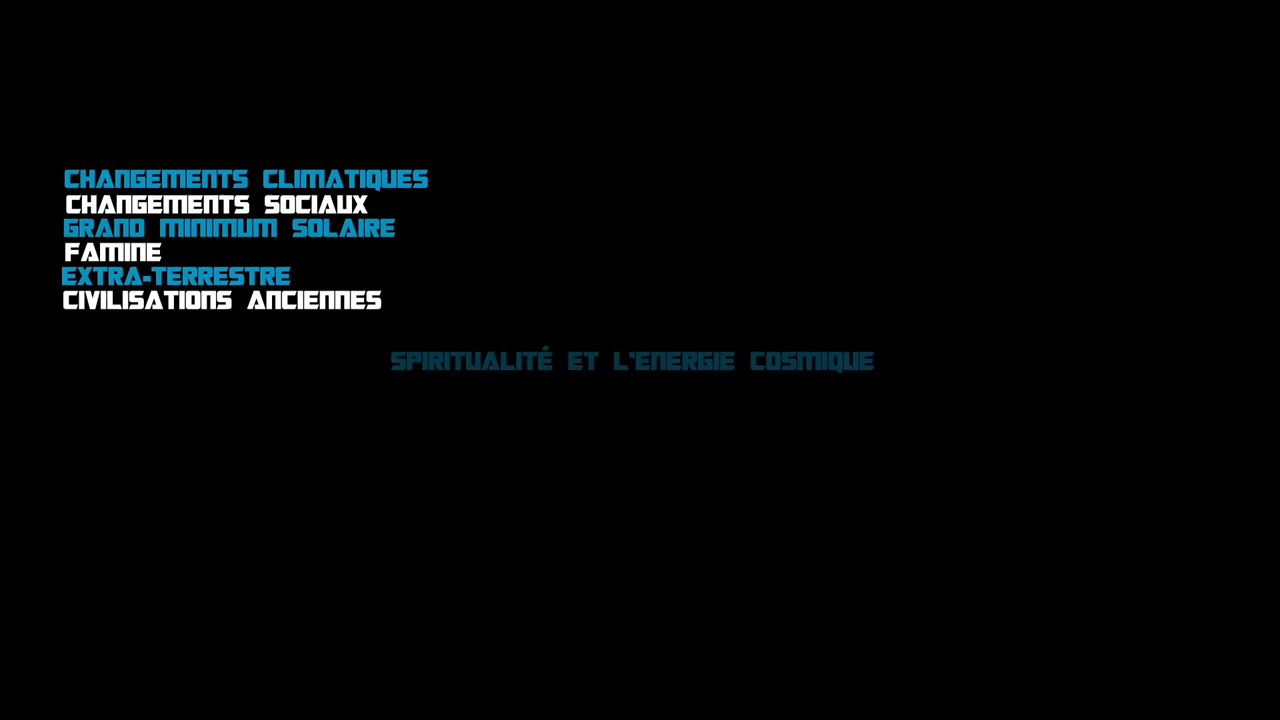 CHANGEMENTS CLIMATIQUES
CHANGEMENTS SOCIAUX
GRAND MINIMUM SOLAIRE
FAMINE
EXTRA-TERRESTRE
CIVILISATIONS ANCIENNES
SPIRITUALITÉ ET L'ENERGIE COSMIQUE